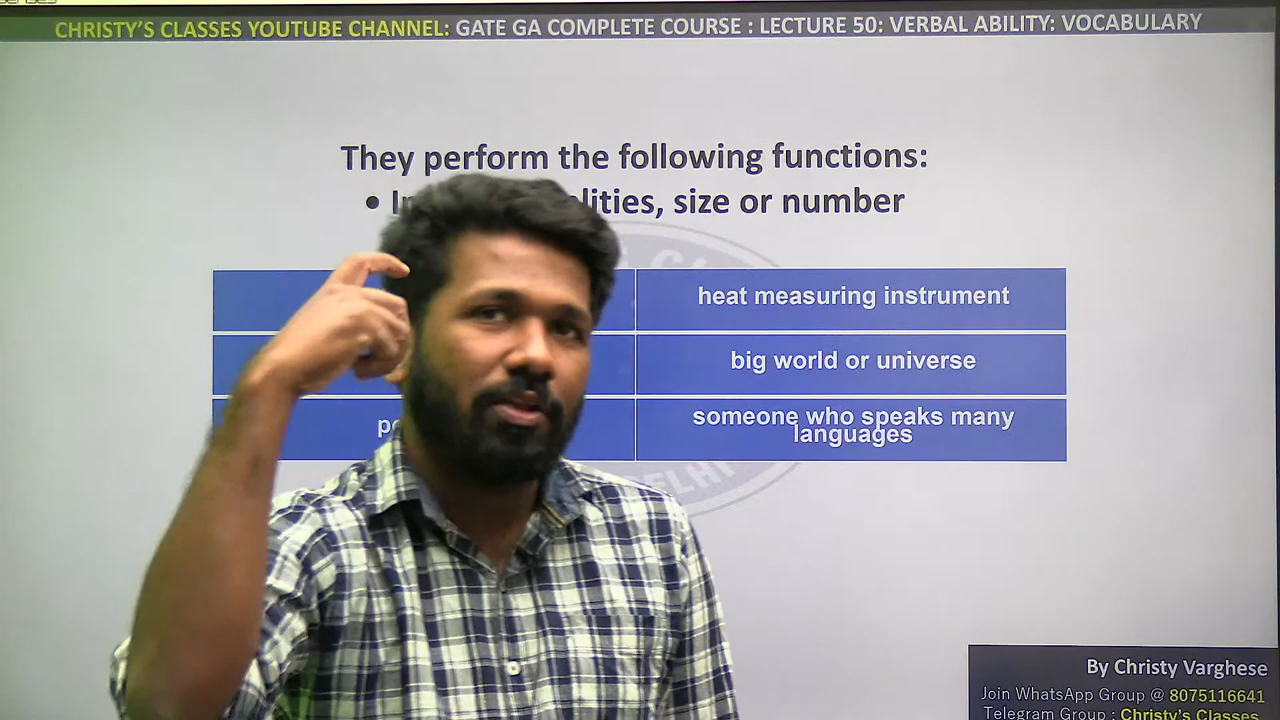 CHRISTY'S CLASSES YOUTUBE CHANNEL: GATE GA COMPLETE COURSE : LECTURE 50: VERBAL ABILITY: VOCABULARY
They perform the following functions:
• size or number
heat measuring instrument
big world or universe
someone who speaks many
languages
DELHI
By Christy Varghese
Join WhatsApp Group @ 8075116641
Telegram Group : Christy's Classes